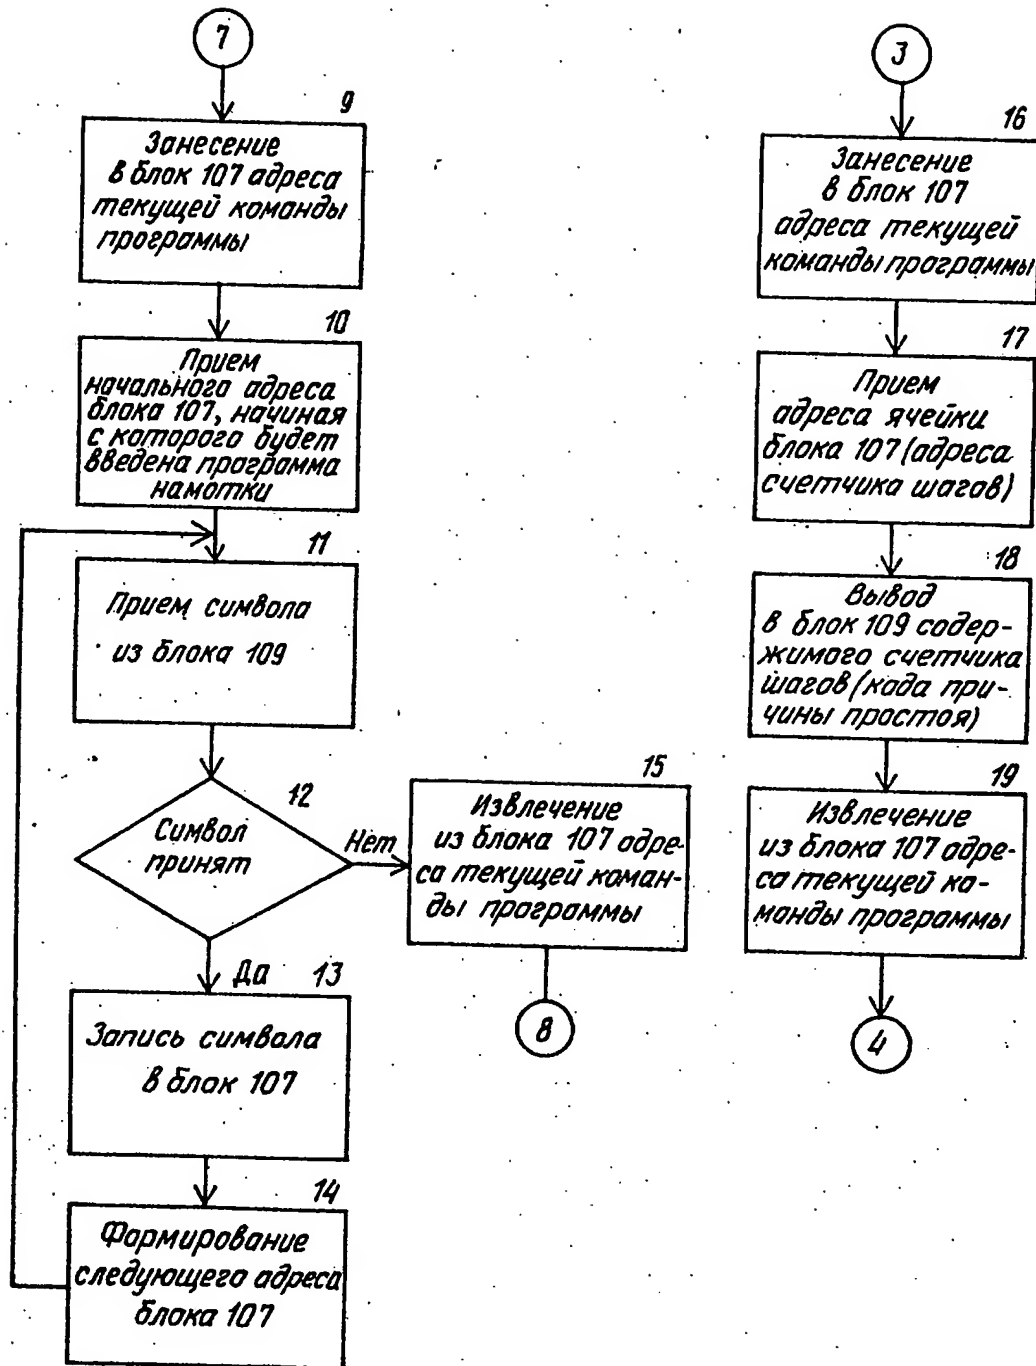 7
9
Занесение
в блок 107 адреса
текущей команды
программы
10
Прием
начального адреса
блока 107, начиная
с которого будет
введена программа
намотки
11
Прием символа
из блока 109
12
Символ
принят
Нет
Да
13
Запись символа
в блок 107
14
Формирование
следующего адреса
блока 107
15
Извлечение
из блока 107 адре-
са текущей коман-
ды программы
8
3
16
Занесение
в блок 107
адреса текущей
команды программы
17
Прием
адреса ячейки
блока 107 (адреса
счетчика шагов)
18
Вывод
в блок 109 содер-
жимого счетчика
шагов (кода при-
чины простоя)
19
Извлечение
из блока 107 адре-
са текущей ко-
манды программы
4